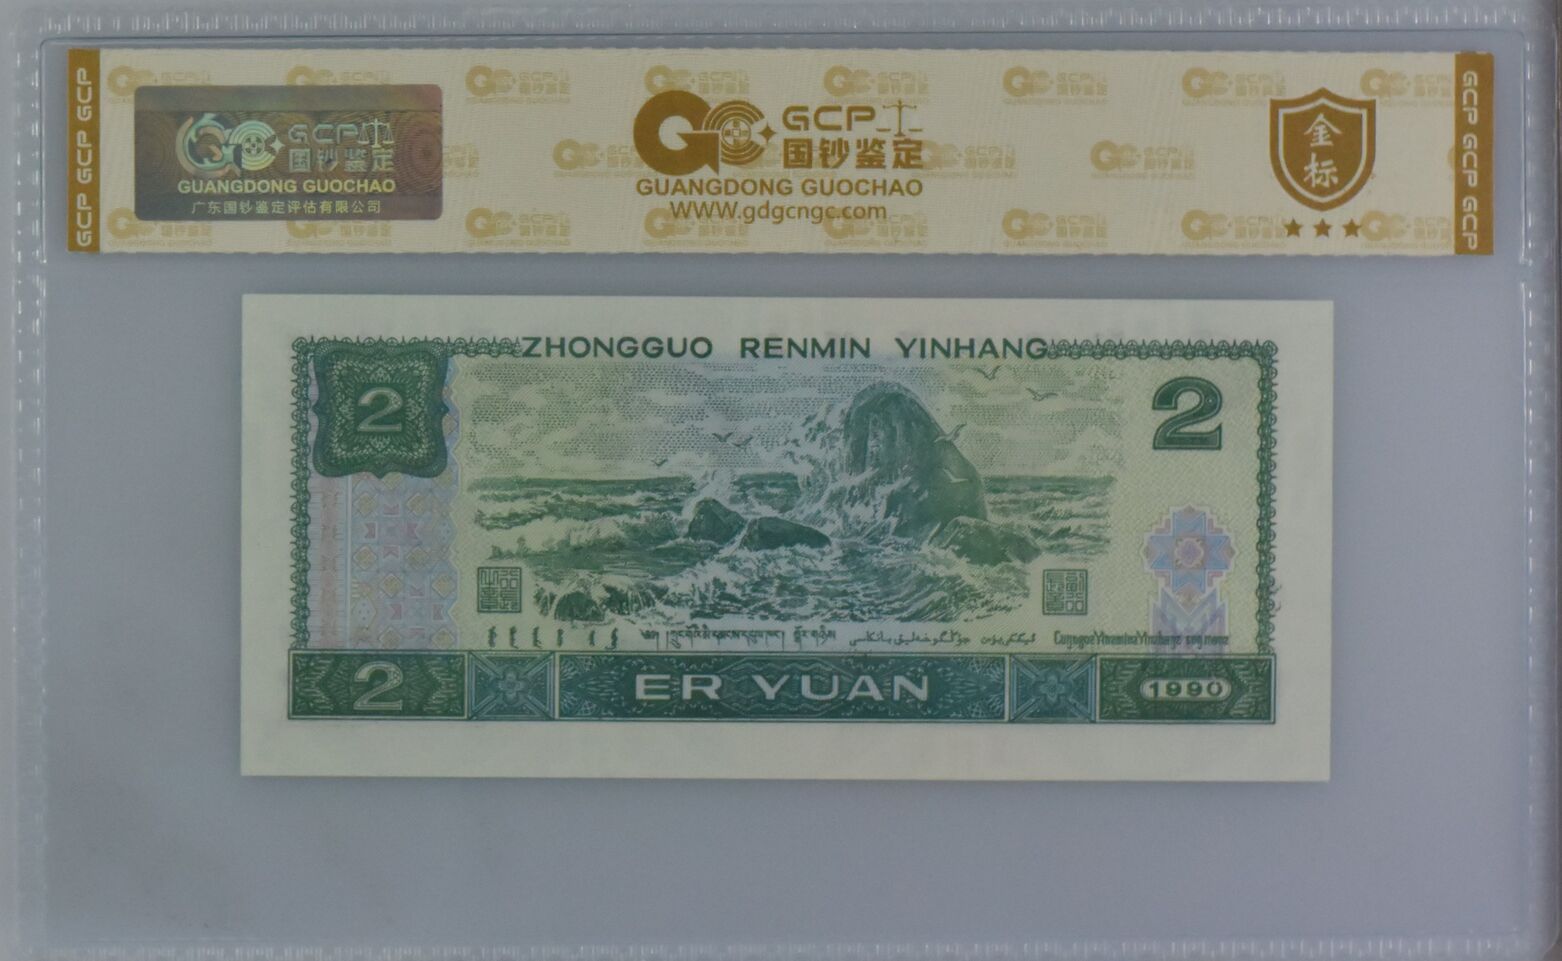 GCP GCP GCP
GCP
国钞鉴定
GUANGDONG GUOCHAO
广东国钞鉴定评估有限公司
GCP
国钞鉴定
GUANGDONG GUOCHAO
WWW.gdgcngc.com
金标
GCP GCP GCP
ZHONGGUO RENMIN YINHANG
2
2
2
ER YUAN
1990